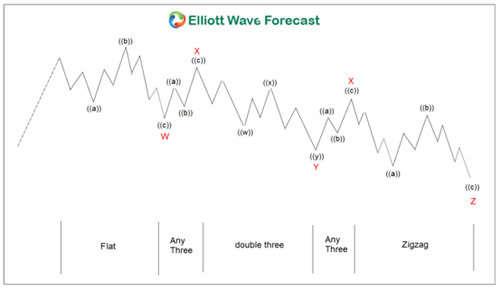 Elliott Wave Forecast
((b))
X
((c))
X
((a))
((x))
((c))
((b))
((a))
((a))
((b))
((c))
W
((w))
((b))
((y))
Y
((a))
((c))
Z
Flat
Any
Three
double three
Any
Three
Zigzag